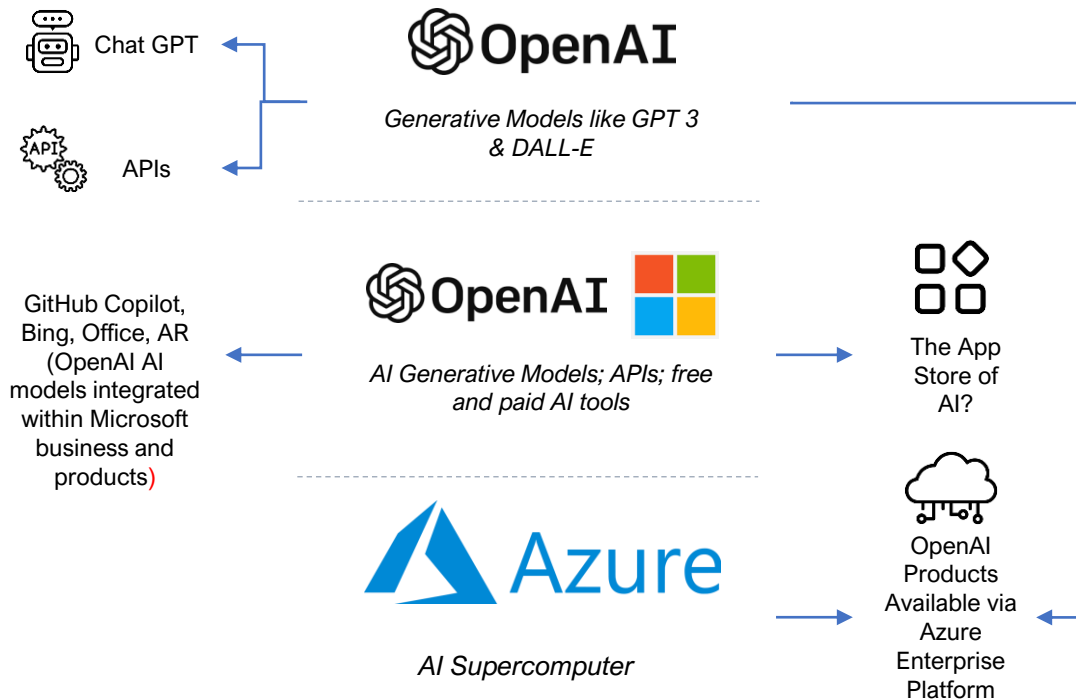 Chat GPT
OpenAI
Generative Models like GPT 3
& DALL-E
API
APIs
GitHub Copilot,
Bing, Office, AR
(OpenAI AI
models integrated
within Microsoft
business and
products)
OpenAI
AI Generative Models; APIs; free
and paid AI tools
The App
Store of
AI?
Azure
AI Supercomputer
OpenAI
Products
Available via
Azure
Enterprise
Platform